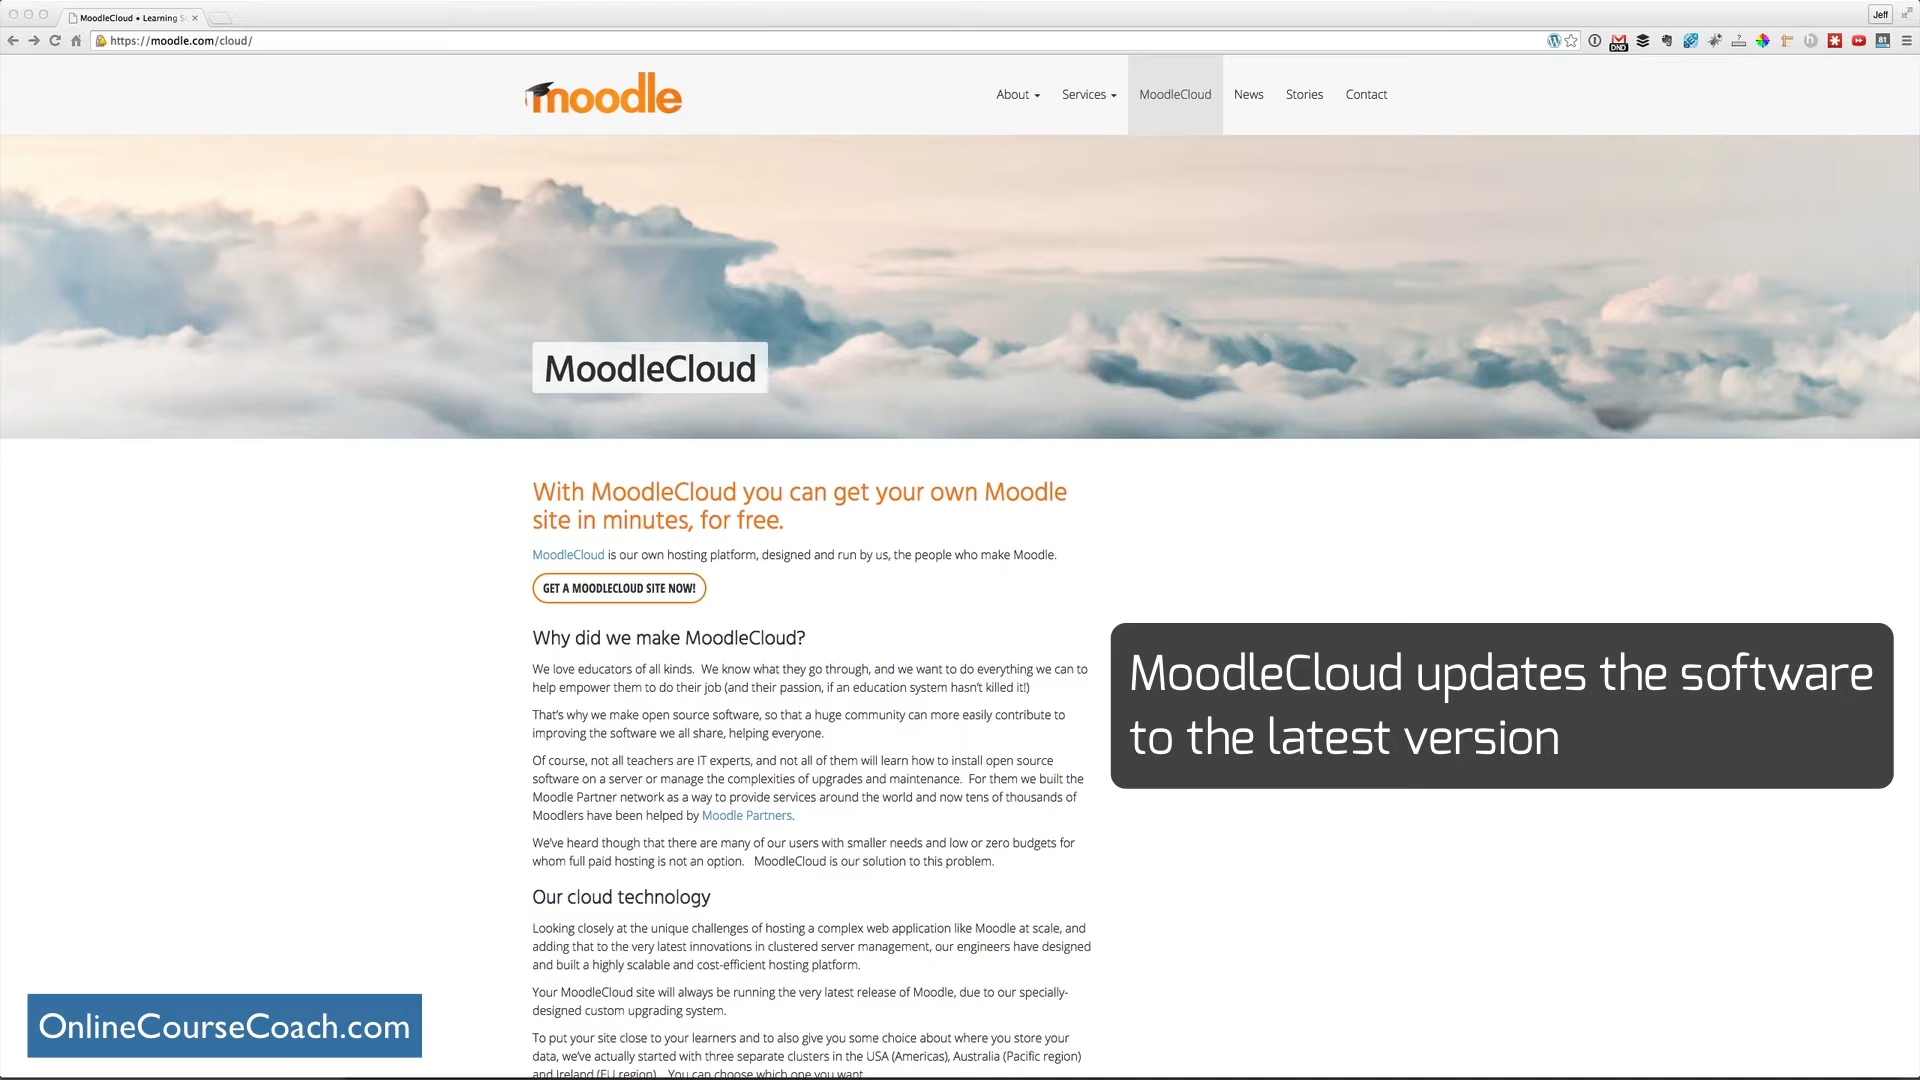 MoodleCloud • Learning S
Jeff
https://moodle.com/cloud/
DND
81
moodle
About
Services
MoodleCloud
News
Stories
Contact
MoodleCloud
With MoodleCloud you can get your own Moodle
site in minutes, for free.
MoodleCloud is our own hosting platform, designed and run by us, the people who make Moodle.
GET A MOODLECLOUD SITE NOW!
Why did we make MoodleCloud?
We love educators of all kinds. We know what they go through, and we want to do everything we can to
help empower them to do their job (and their passion, if an education system hasn't killed it!)
That's why we make open source software, so that a huge community can more easily contribute to
improving the software we all share, helping everyone.
Of course, not all teachers are IT experts, and not all of them will learn how to install open source
software on a server or manage the complexities of upgrades and maintenance. For them we built the
Moodle Partner network as a way to provide services around the world and now tens of thousands of
Moodlers have been helped by Moodle Partners.
We've heard though that there are many of our users with smaller needs and low or zero budgets for
whom full paid hosting is not an option. MoodleCloud is our solution to this problem.
MoodleCloud updates the software
to the latest version
Our cloud technology
Looking closely at the unique challenges of hosting a complex web application like Moodle at scale, and
adding that to the very latest innovations in clustered server management, our engineers have designed
and built a highly scalable and cost-efficient hosting platform.
Your MoodleCloud site will always be running the very latest release of Moodle, due to our specially-
designed custom upgrading system.
To put your site close to your learners and to also give you some choice about where you store your
data, we've actually started with three separate clusters in the USA (Americas), Australia (Pacific region)
and Ireland (EU region). You can choose which one you want.
OnlineCourseCoach.com